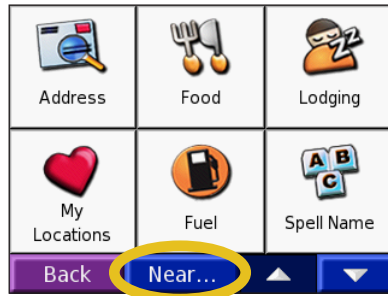 Address
Food
Lodging
My
Locations
Fuel
A B
C
Spell Name
Back
Near...